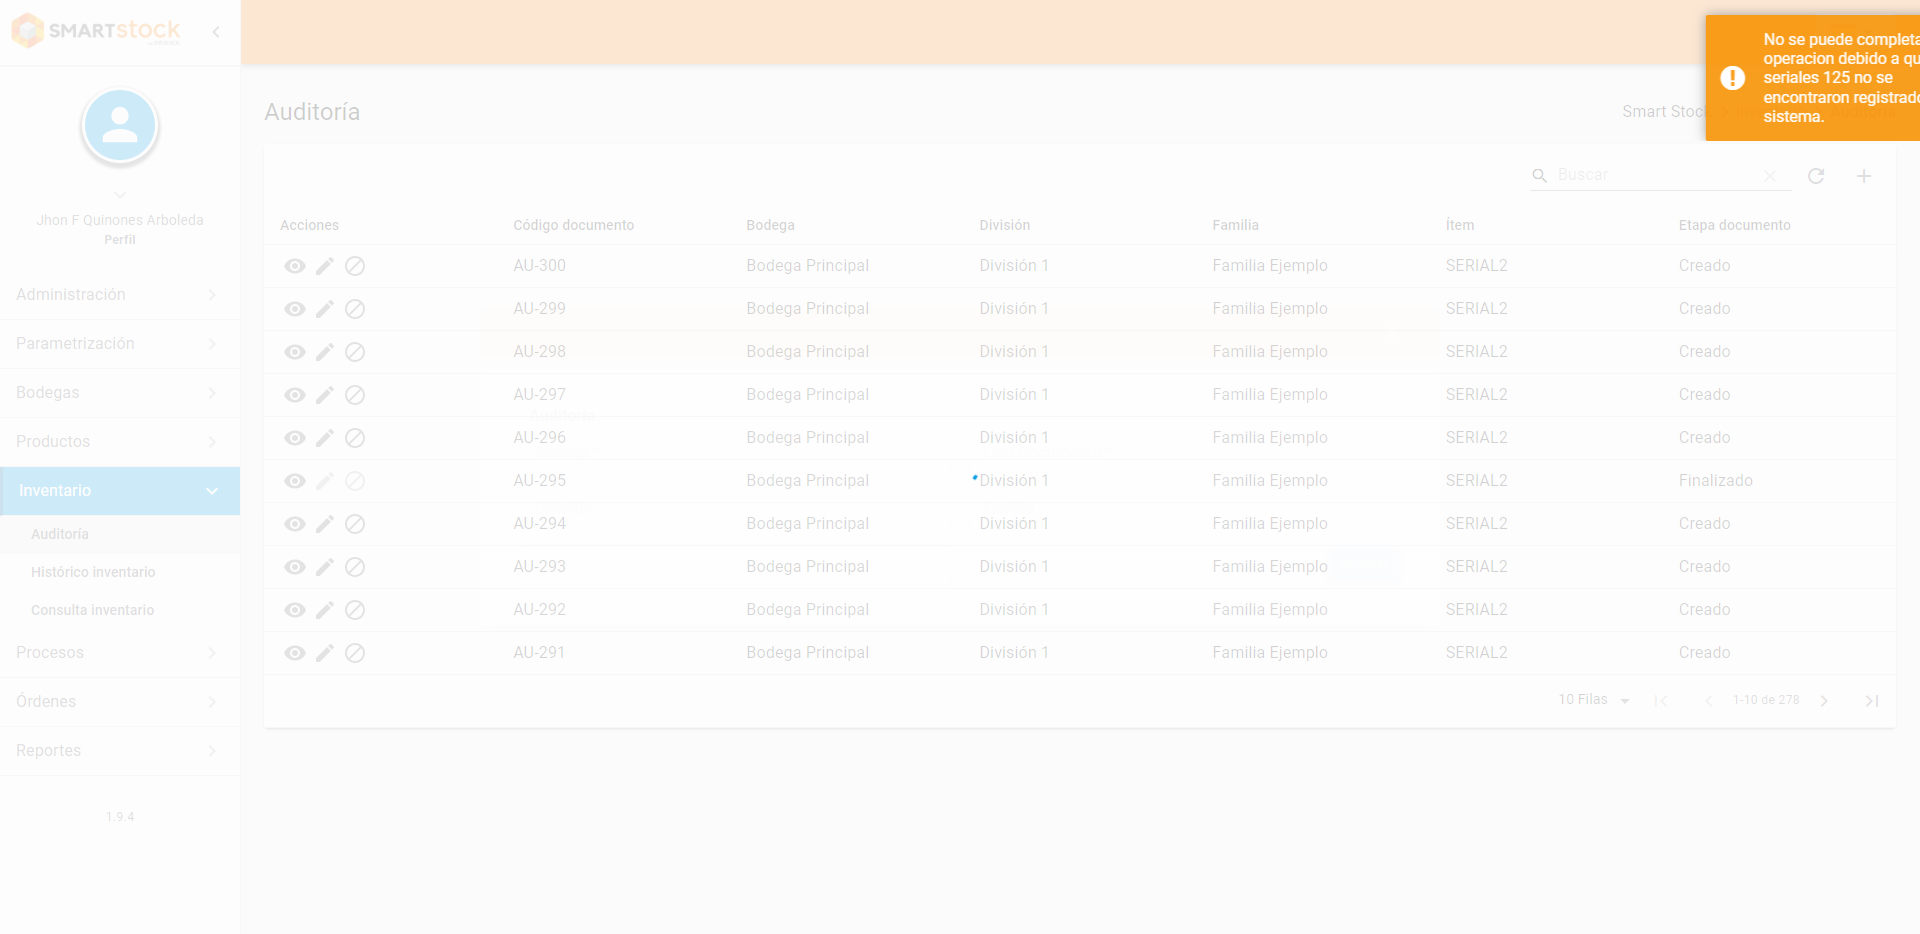 SMARTstock
Auditoría
Smart Stock
No se puede completa
operacion debido a qu
seriales 125 no se
encontraron registrado
sistema.
Jhon F Quinones Arboleda
Perfil
Administración
Parametrización
Bodegas
Productos
Inventario
Auditoría
Histórico inventario
Consulta inventario
Procesos
Órdenes
Reportes
1.9.4
Buscar
Acciones Código documento Bodega División Familia Ítem Etapa documento
AU-300 Bodega Principal División 1 Familia Ejemplo SERIAL2 Creado
AU-299 Bodega Principal División 1 Familia Ejemplo SERIAL2 Creado
AU-298 Bodega Principal División 1 Familia Ejemplo SERIAL2 Creado
AU-297 Bodega Principal División 1 Familia Ejemplo SERIAL2 Creado
AU-296 Bodega Principal División 1 Familia Ejemplo SERIAL2 Creado
AU-295 Bodega Principal División 1 Familia Ejemplo SERIAL2 Finalizado
AU-294 Bodega Principal División 1 Familia Ejemplo SERIAL2 Creado
AU-293 Bodega Principal División 1 Familia Ejemplo SERIAL2 Creado
AU-292 Bodega Principal División 1 Familia Ejemplo SERIAL2 Creado
AU-291 Bodega Principal División 1 Familia Ejemplo SERIAL2 Creado
10 Filas 1-10 de 278